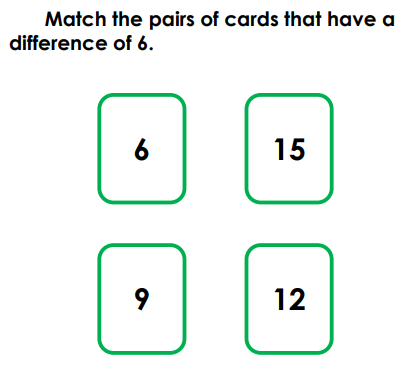 Match the pairs of cards that have a
difference of 6.
6 15
9 12